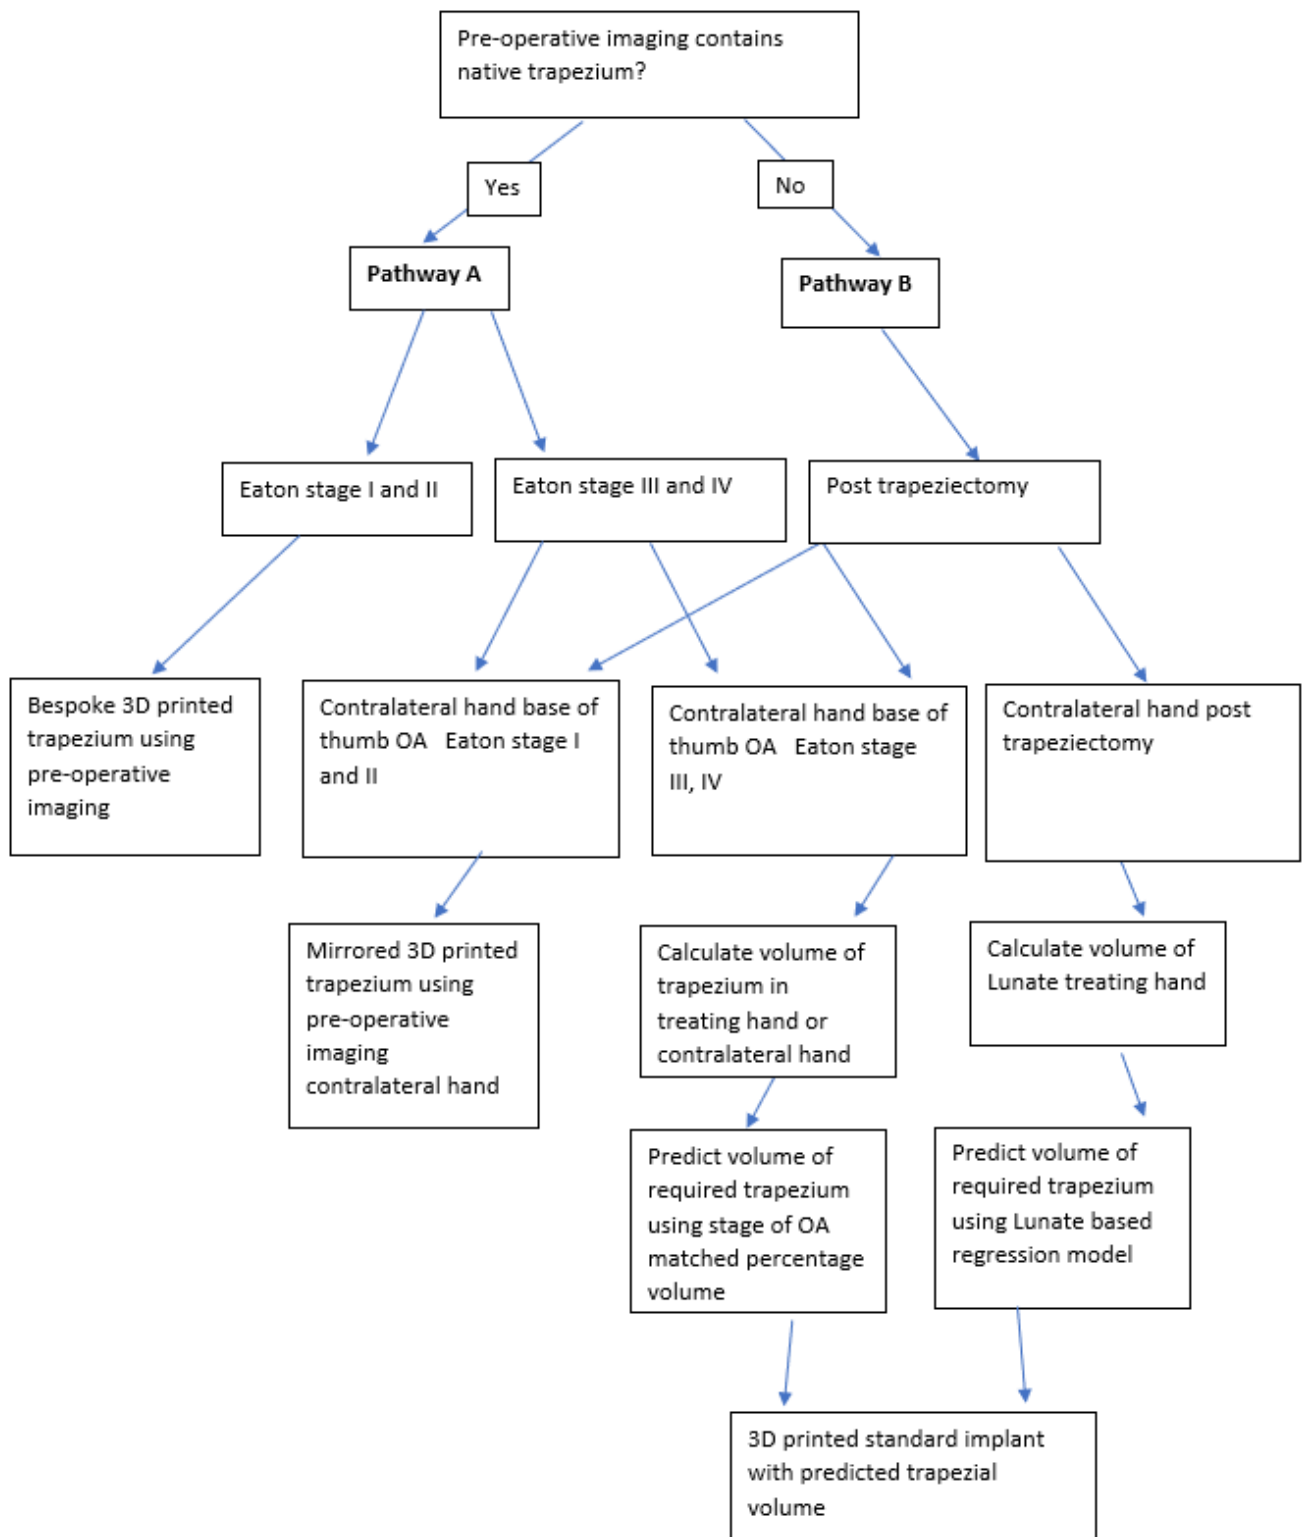 Pre-operative imaging contains
native trapezium?
Yes
No
Pathway A
Pathway B
Eaton stage I and II
Eaton stage III and IV
Post trapeziectomy
Bespoke 3D printed
trapezium using
pre-operative
imaging
Contralateral hand base of
thumb OA   Eaton stage I
and II
Contralateral hand base of
thumb OA   Eaton stage
III, IV
Contralateral hand post
trapeziectomy
Mirrored 3D printed
trapezium using
pre-operative
imaging
contralateral hand
Calculate volume of
trapezium in
treating hand or
contralateral hand
Calculate volume of
Lunate treating hand
Predict volume of
required trapezium
using stage of OA
matched percentage
volume
Predict volume of
required trapezium
using Lunate based
regression model
3D printed standard implant
with predicted trapezial
volume